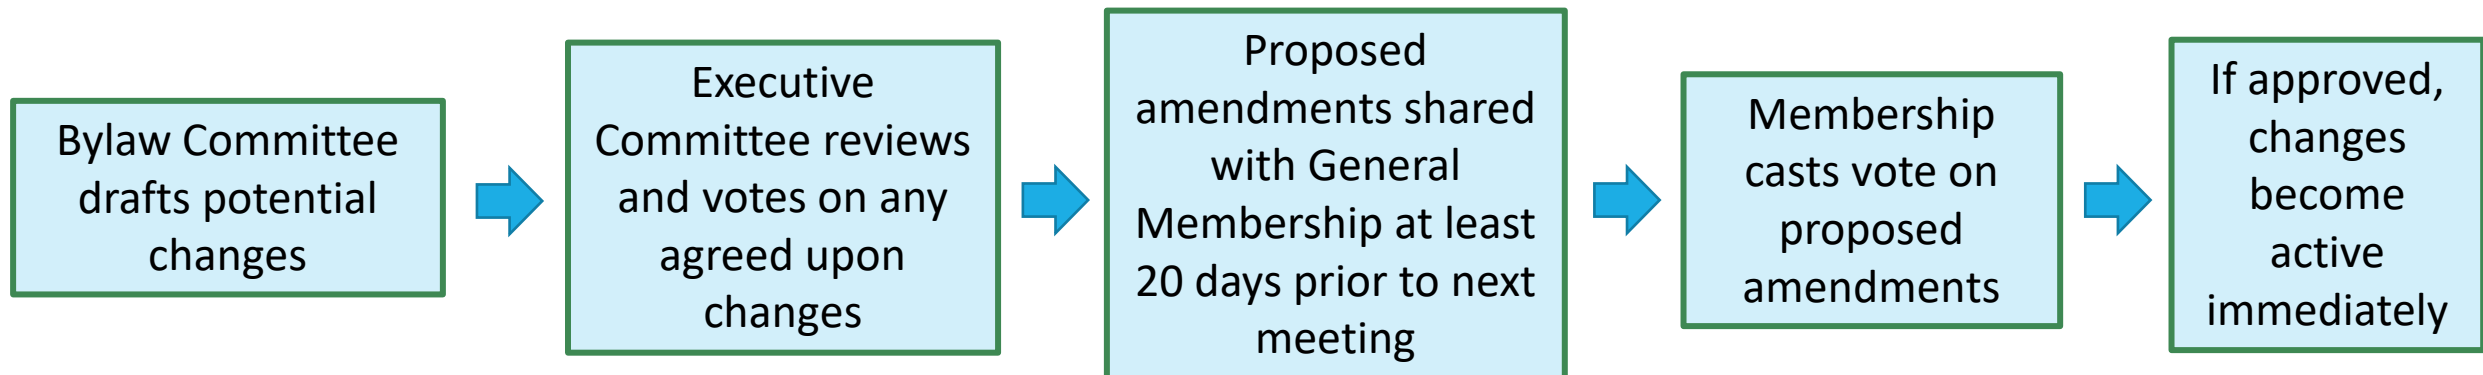 Bylaw Committee
drafts potential
changes
Executive
Committee reviews
and votes on any
agreed upon
changes
Proposed
amendments shared
with General
Membership at least
20 days prior to next
meeting
Membership
casts vote on
proposed
amendments
If approved,
changes
become
active
immediately